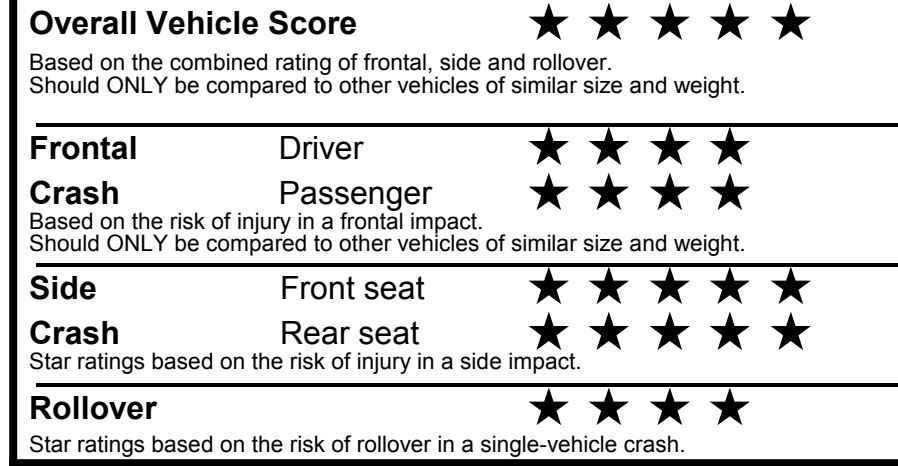 Overall Vehicle Score ★ ★ ★ ★ ★
Based on the combined rating of frontal, side and rollover.
Should ONLY be compared to other vehicles of similar size and weight.
Frontal Driver ★ ★ ★ ★
Crash Passenger ★ ★ ★ ★
Based on the risk of injury in a frontal impact.
Should ONLY be compared to other vehicles of similar size and weight.
Side Front seat ★ ★ ★ ★ ★
Crash Rear seat ★ ★ ★ ★ ★
Star ratings based on the risk of injury in a side impact.
Rollover ★ ★ ★ ★
Star ratings based on the risk of rollover in a single-vehicle crash.